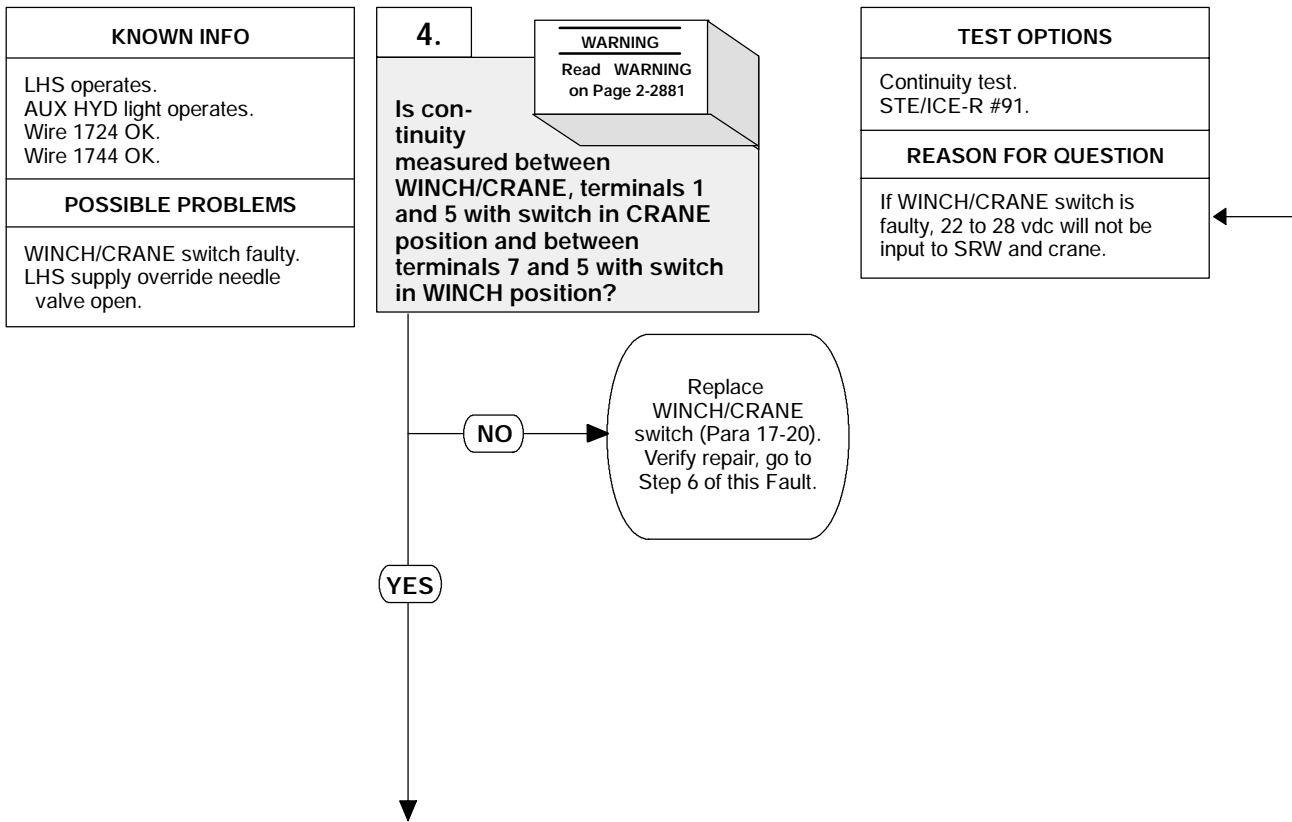 KNOWN INFO
LHS operates.
AUX HYD light operates.
Wire 1724 OK.
Wire 1744 OK.
POSSIBLE PROBLEMS
WINCH/CRANE switch faulty.
LHS supply override needle
valve open.
4.
WARNING
Read WARNING
on Page 2-2881
Is con-
tinuity
measured between
WINCH/CRANE, terminals 1
and 5 with switch in CRANE
position and between
terminals 7 and 5 with switch
in WINCH position?
TEST OPTIONS
Continuity test.
STE/ICE-R #91.
REASON FOR QUESTION
If WINCH/CRANE switch is
faulty, 22 to 28 vdc will not be
input to SRW and crane.
NO
Replace
WINCH/CRANE
switch (Para 17-20).
Verify repair, go to
Step 6 of this Fault.
YES